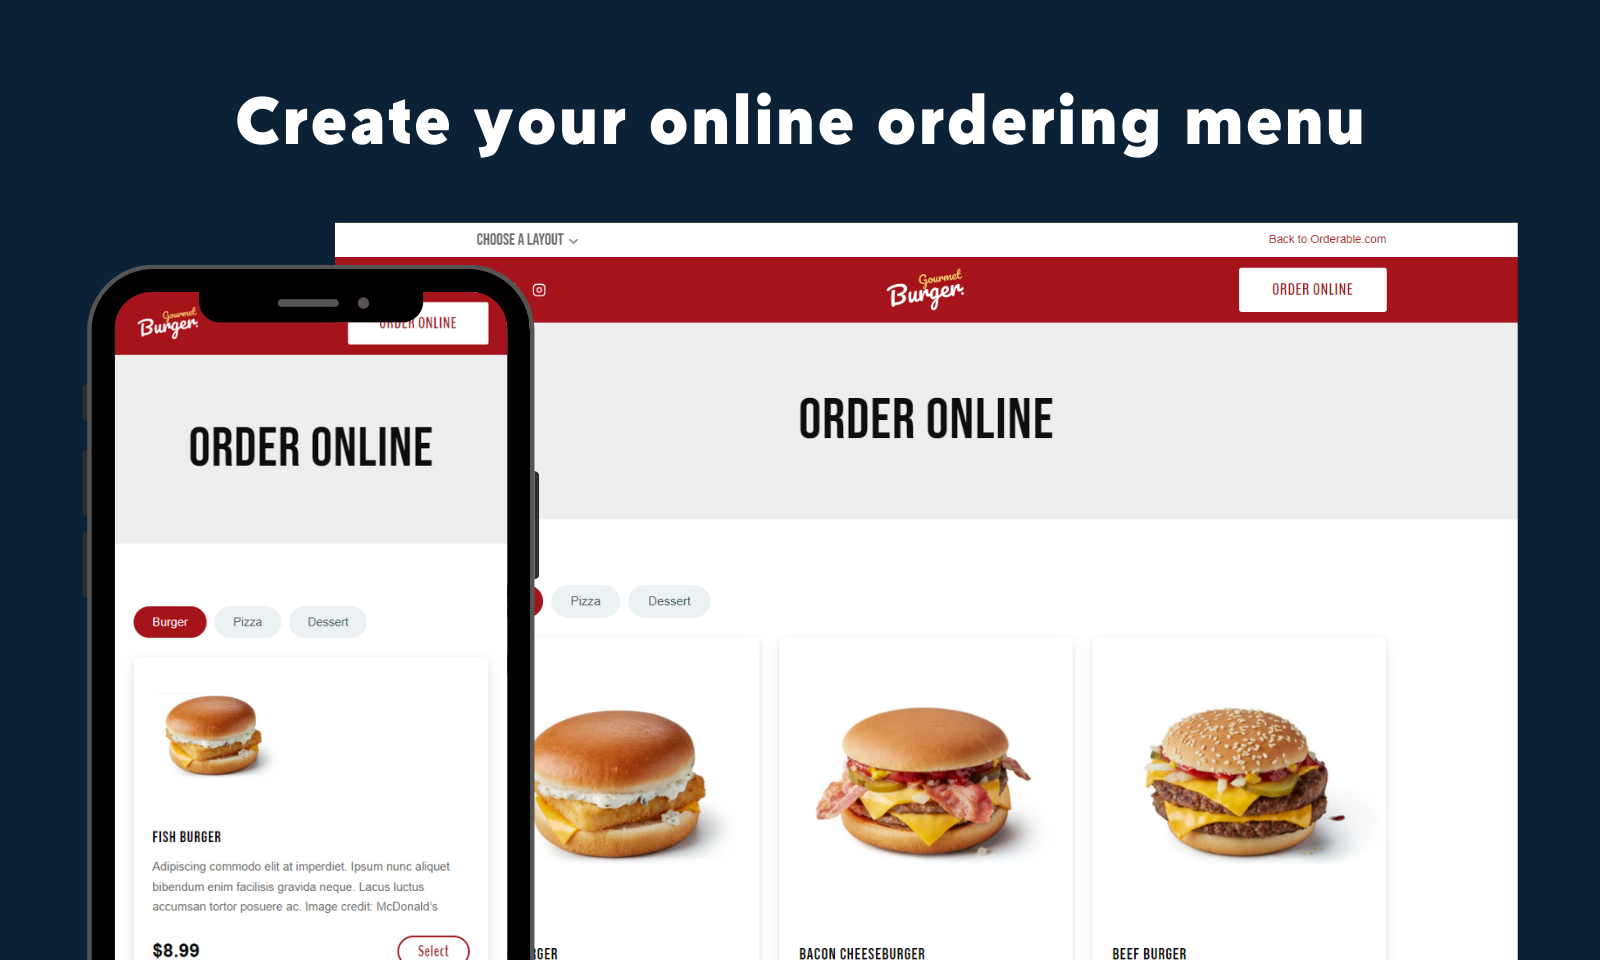 Create your online ordering menu
CHOOSE A LAYOUT
Back to Orderable.com
Gourmet
Burger.
ORDER ONLINE
ORDER ONLINE
Pizza
Dessert
BACON CHEESEBURGER
BEEF BURGER
Gourmet
Burger.
ORDER ONLINE
ORDER ONLINE
Burger
Pizza
Dessert
FISH BURGER
Adipiscing commodo elit at imperdiet. Ipsum nunc aliquet
bibendum enim facilisis gravida neque. Lacus luctus
accumsan tortor posuere ac. Image credit: McDonald's
$8.99
Select